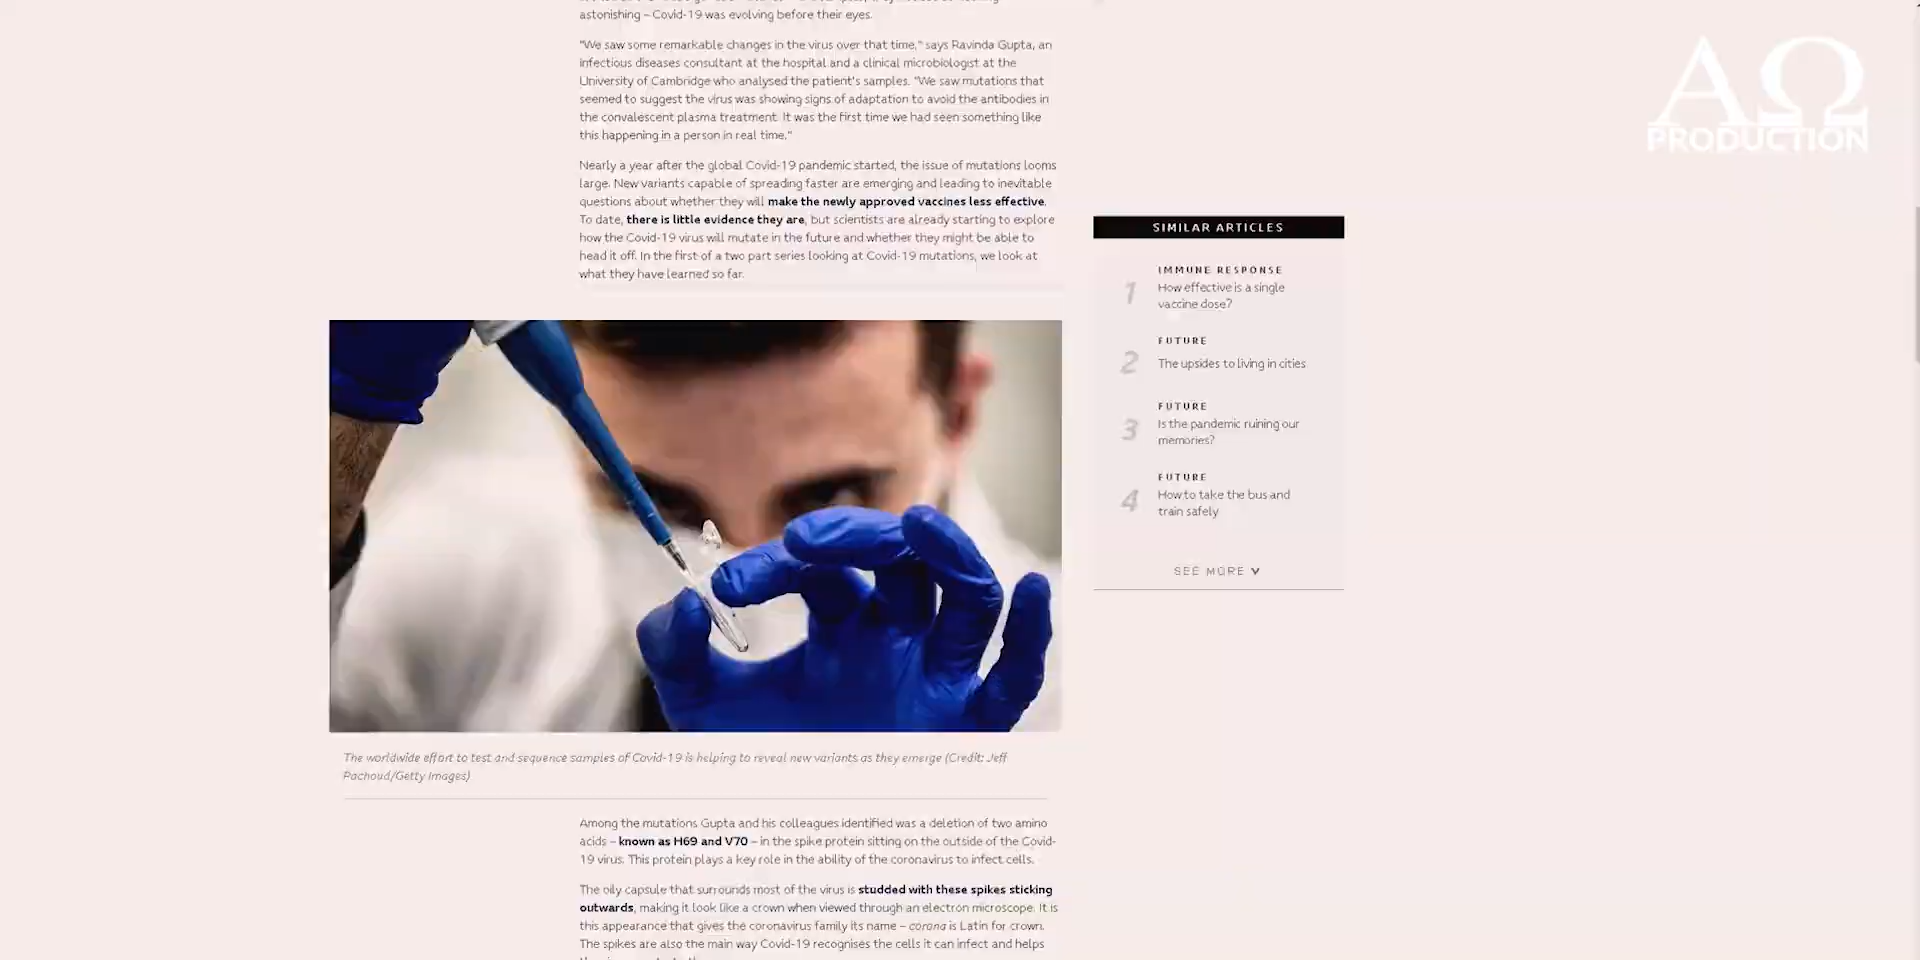 astonishing – Covid-19 was evolving before their eyes.
"We saw some remarkable changes in the virus over that time," says Ravinda Gupta, an
infectious diseases consultant at the hospital and a clinical microbiologist at the
University of Cambridge who analysed the patient's samples. "We saw mutations that
seemed to suggest the virus was showing signs of adaptation to avoid the antibodies in
the convalescent plasma treatment. It was the first time we had seen something like
this happening in a person in real time."
Nearly a year after the global Covid-19 pandemic started, the issue of mutations looms
large. New variants capable of spreading faster are emerging and leading to inevitable
questions about whether they will make the newly approved vaccines less effective.
To date, there is little evidence they are, but scientists are already starting to explore
how the Covid-19 virus will mutate in the future and whether they might be able to
head it off. In the first of a two part series looking at Covid-19 mutations, we look at
what they have learned so far.
The worldwide effort to test and sequence samples of Covid-19 is helping to reveal new variants as they emerge (Credit: Jeff
Pachoud/Getty Images)
Among the mutations Gupta and his colleagues identified was a deletion of two amino
acids – known as H69 and V70 – in the spike protein sitting on the outside of the Covid-
19 virus. This protein plays a key role in the ability of the coronavirus to infect cells.
The oily capsule that surrounds most of the virus is studded with these spikes sticking
outwards, making it look like a crown when viewed through an electron microscope. It is
this appearance that gives the coronavirus family its name – corona is Latin for crown.
The spikes are also the main way Covid-19 recognises the cells it can infect and helps
SIMILAR ARTICLES
1
IMMUNE RESPONSE
How effective is a single
vaccine dose?
2
FUTURE
The upsides to living in cities
3
FUTURE
Is the pandemic ruining our
memories?
4
FUTURE
How to take the bus and
train safely
SEE MORE
ΑΩ
PRODUCTION